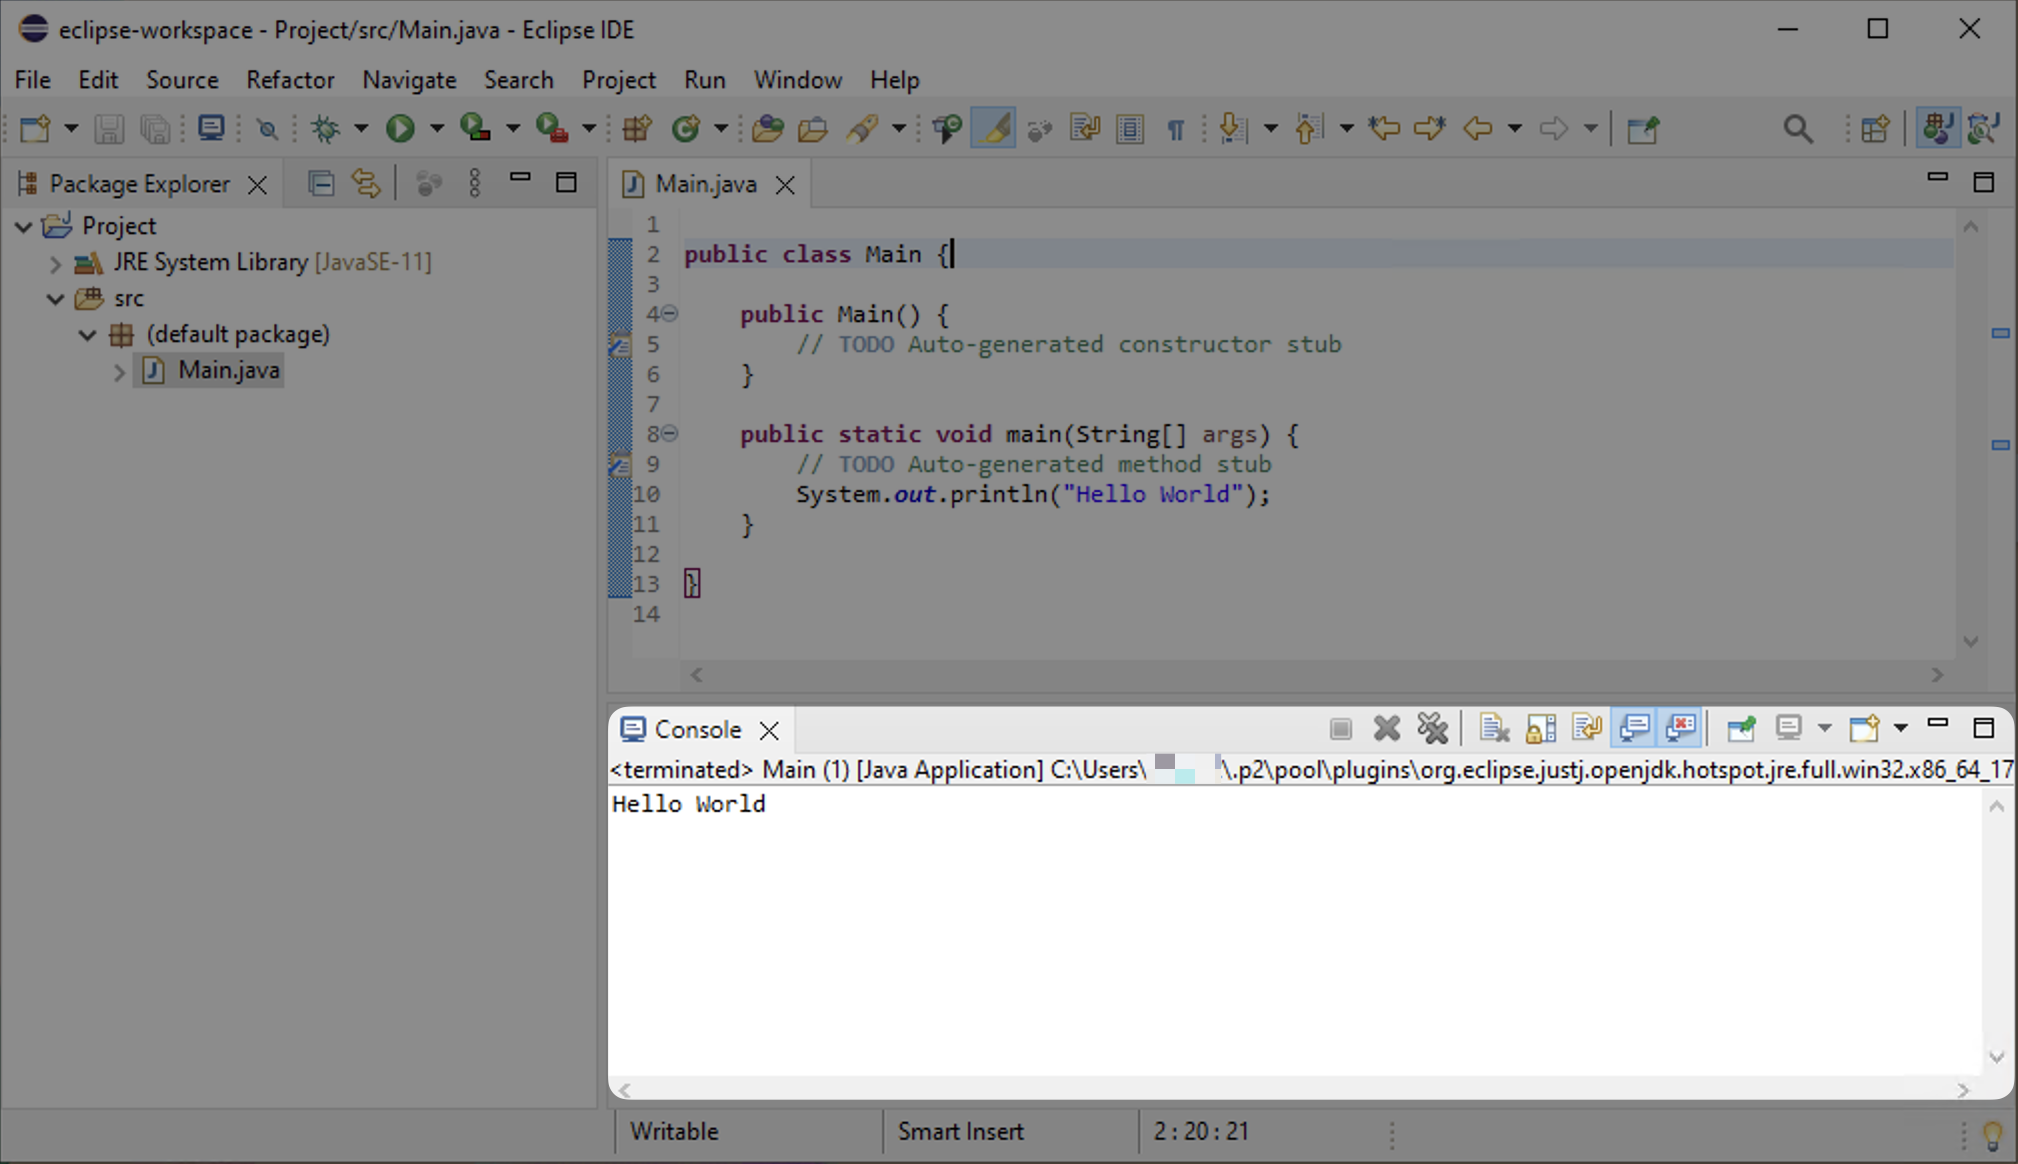 eclipse-workspace - Project/src/Main.java - Eclipse IDE
File Edit Source Refactor Navigate Search Project Run Window Help
Package Explorer
Main.java
Project
JRE System Library [JavaSE-11]
src
(default package)
Main.java
1
2 public class Main {
3
4 public Main() {
5 // TODO Auto-generated constructor stub
6 }
7
8 public static void main(String[] args) {
9 // TODO Auto-generated method stub
10 System.out.println("Hello World");
11 }
12
13 }
14
Console
<terminated> Main (1) [Java Application] C:\Users\ \.p2\pool\plugins\org.eclipse.justj.openjdk.hotspot.jre.full.win32.x86_64_17
Hello World
Writable Smart Insert 2 : 20 : 21